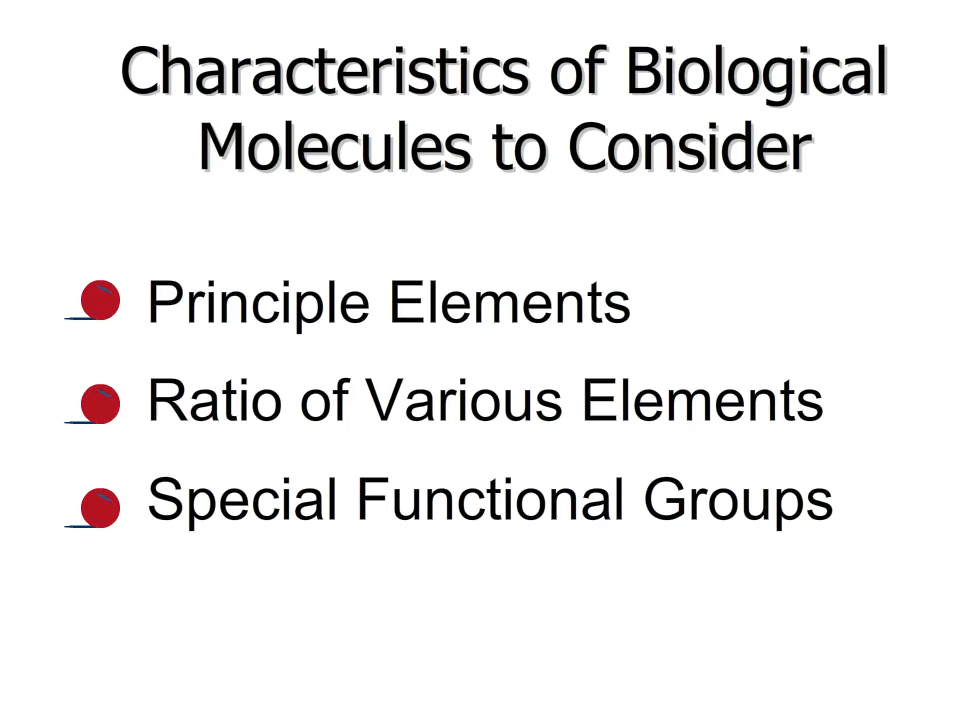 Characteristics of Biological
Molecules to Consider
Principle Elements
Ratio of Various Elements
Special Functional Groups